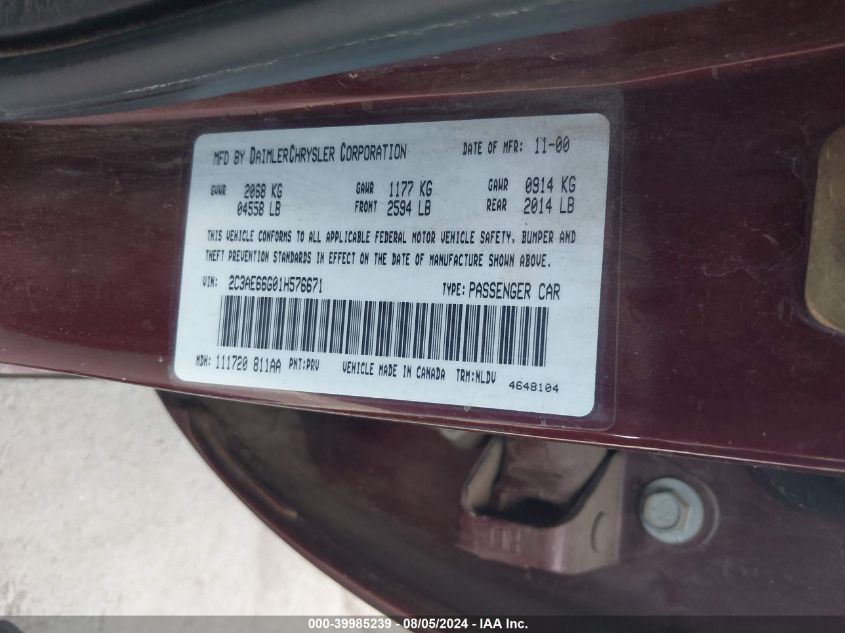 MFD BY DAIMLERCHRYSLER CORPORATION DATE OF MFR: 11-00
GVWR 2068 KG GAWR 1177 KG GAWR 0914 KG
04558 LB FRONT 2594 LB REAR 2014 LB
THIS VEHICLE CONFORMS TO ALL APPLICABLE FEDERAL MOTOR VEHICLE SAFETY, BUMPER AND
THEFT PREVENTION STANDARDS IN EFFECT ON THE DATE OF MANUFACTURE SHOWN ABOVE.
VIN: 2C3AE66G01H576671 TYPE: PASSENGER CAR
MDH: 111720 811AA PNT:PRV VEHICLE MADE IN CANADA TRM:NLDV
4648104
000-39985239 - 08/05/2024 - IAA Inc.